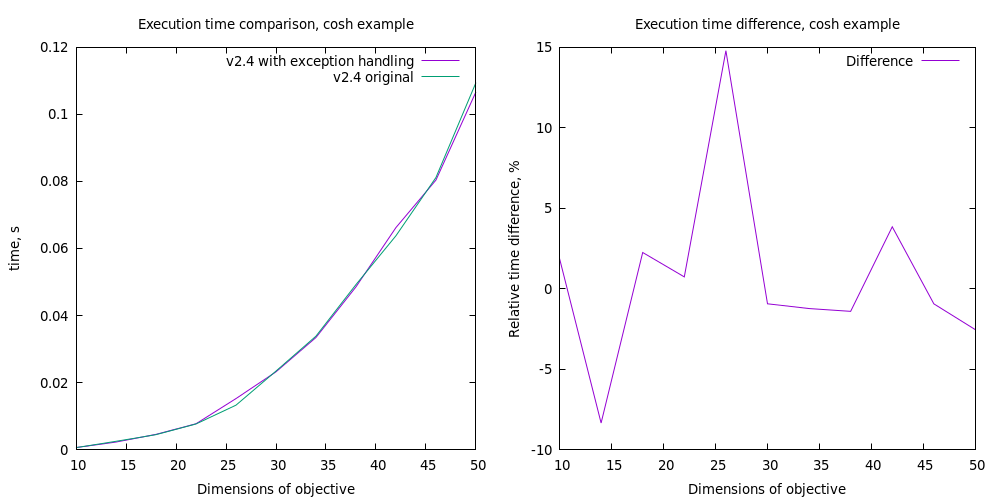 Execution time comparison, cosh example
0.12
0.1
0.08
0.06
0.04
0.02
0
time, s
v2.4 with exception handling
v2.4 original
10 15 20 25 30 35 40 45 50
Dimensions of objective
Execution time difference, cosh example
15
10
5
0
-5
-10
Relative time difference, %
Difference
10 15 20 25 30 35 40 45 50
Dimensions of objective